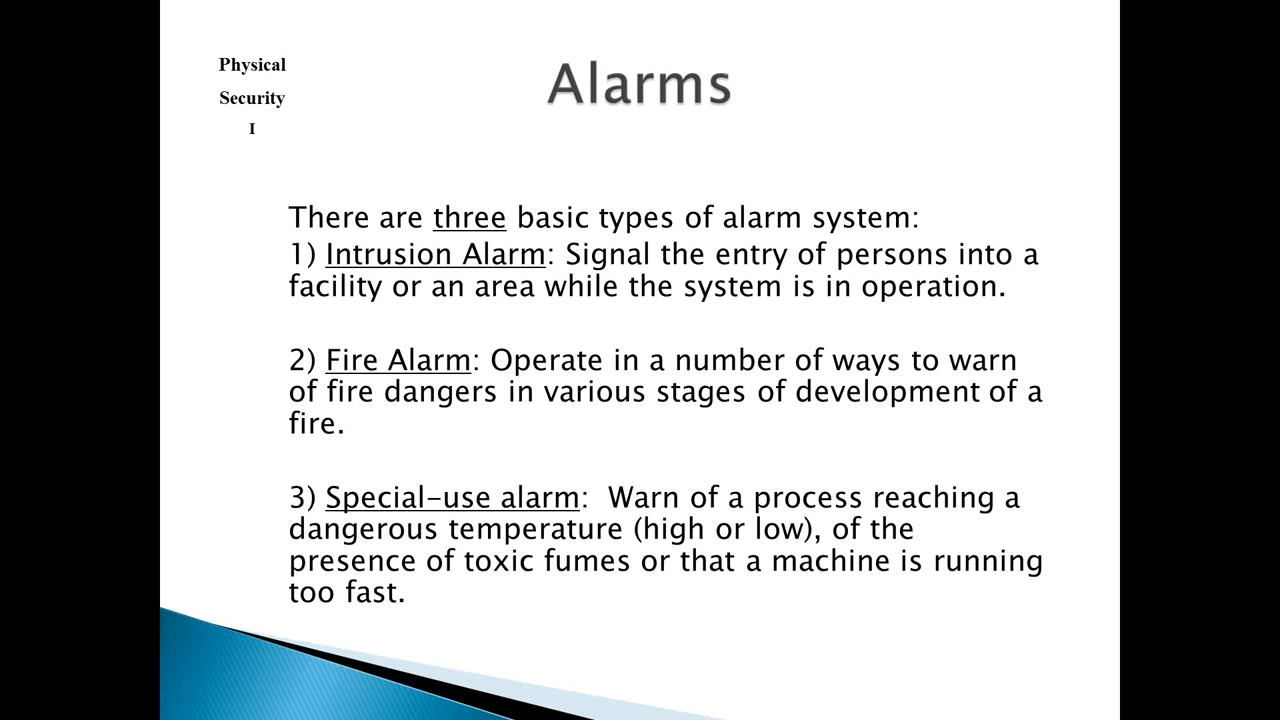 Physical
Security
I
Alarms
There are three basic types of alarm system:
1) Intrusion Alarm: Signal the entry of persons into a
facility or an area while the system is in operation.
2) Fire Alarm: Operate in a number of ways to warn
of fire dangers in various stages of development of a
fire.
3) Special-use alarm:  Warn of a process reaching a
dangerous temperature (high or low), of the
presence of toxic fumes or that a machine is running
too fast.